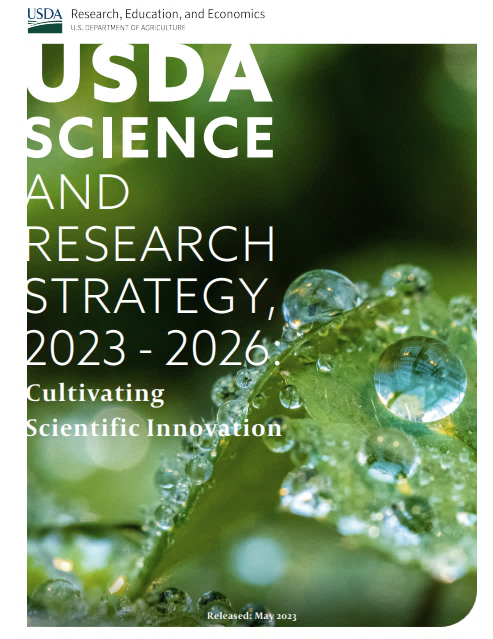 USDA
Research, Education, and Economics
U.S. DEPARTMENT OF AGRICULTURE
USDA
SCIENCE
AND
RESEARCH
STRATEGY,
2023 - 2026:
Cultivating
Scientific Innovation
Released: May 2023